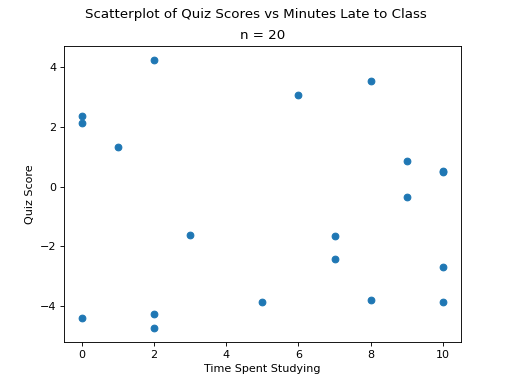 Scatterplot of Quiz Scores vs Minutes Late to Class
n = 20
4
2
0
−2
−4
Quiz Score
0 2 4 6 8 10
Time Spent Studying